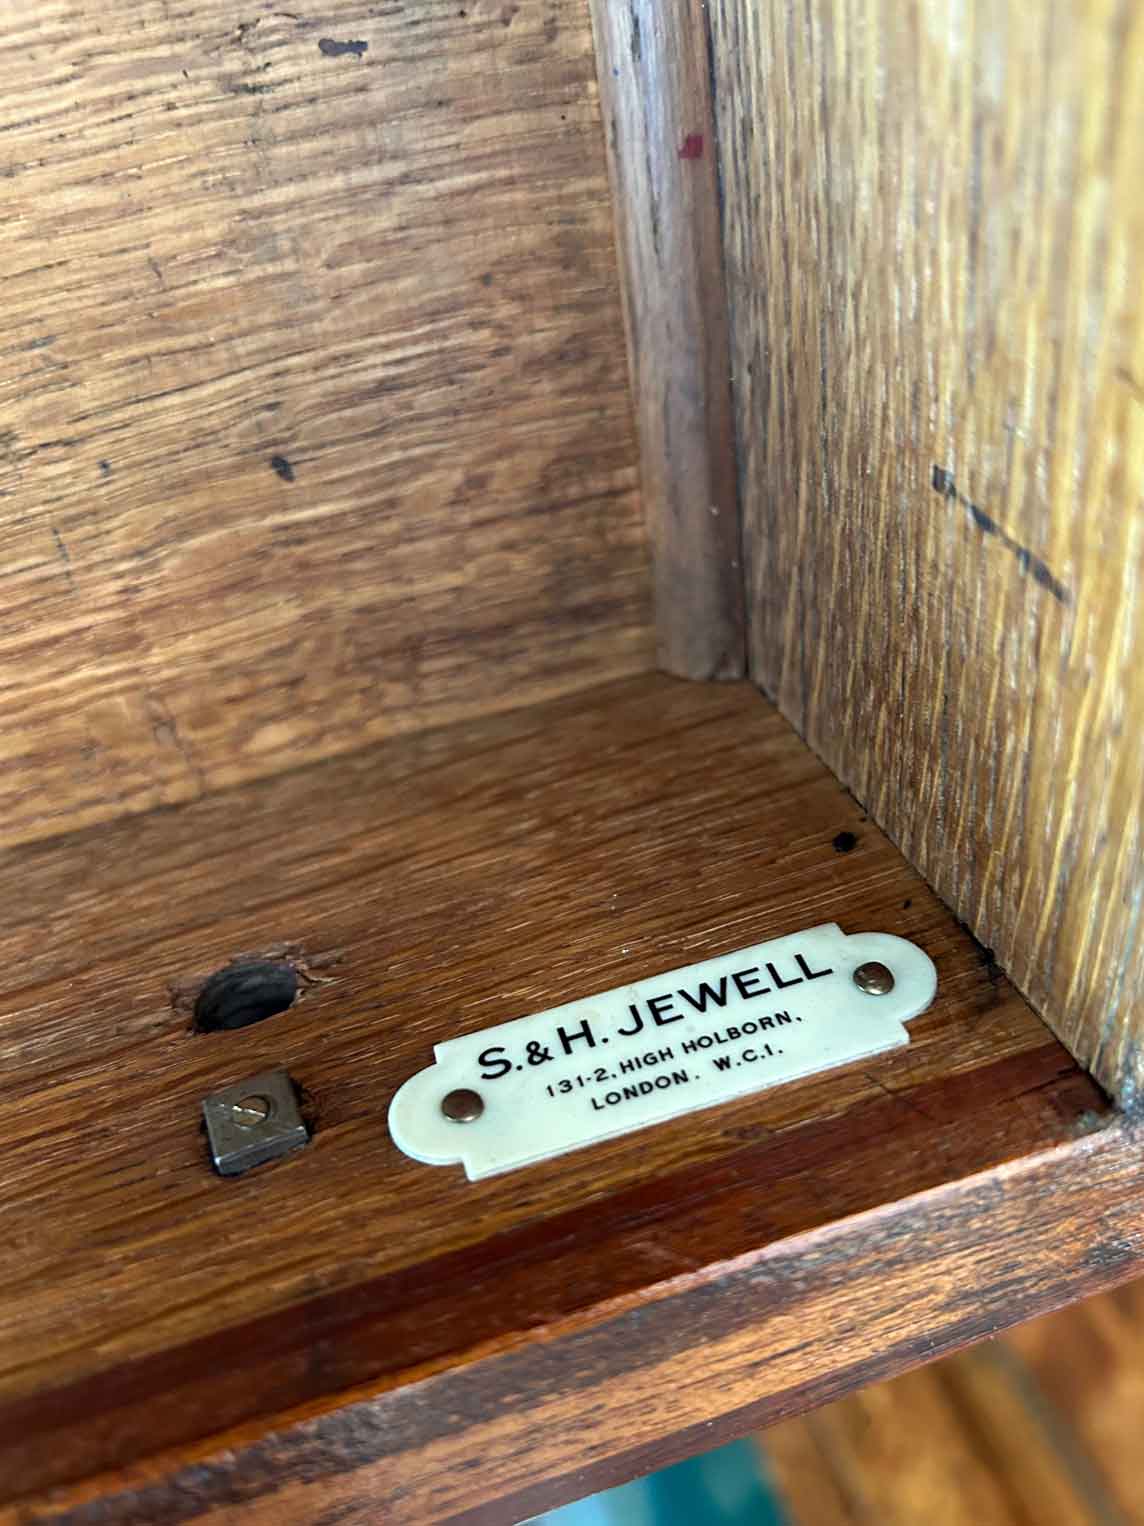 S. & H. JEWELL
131-2, HIGH HOLBORN,
LONDON. W.C.1.